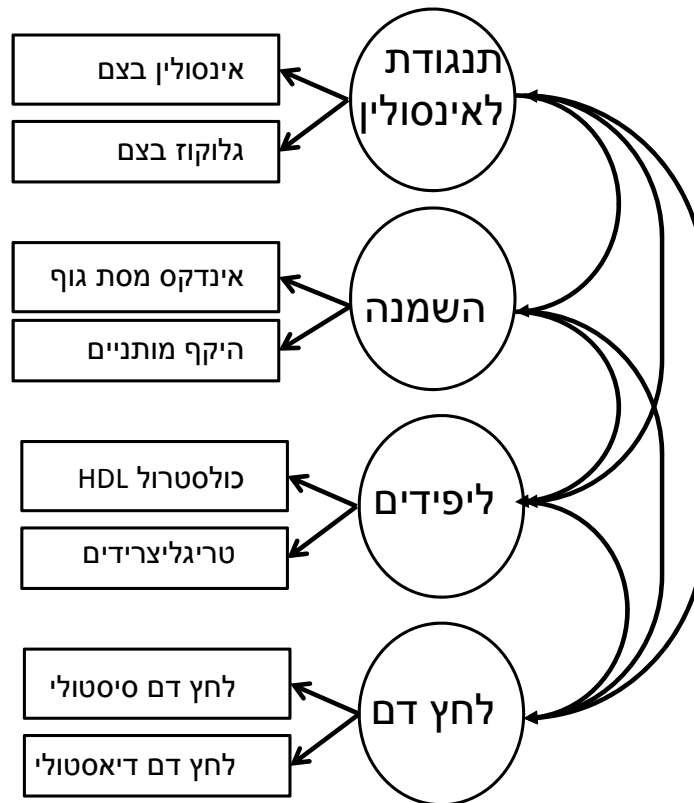 תנגודת
לאינסולין
אינסולין בצם
גלוקוז בצם
השמנה
אינדקס מסת גוף
היקף מותניים
ליפידים
כולסטרול HDL
טריגליצרידים
לחץ דם
לחץ דם סיסטולי
לחץ דם דיאסטולי